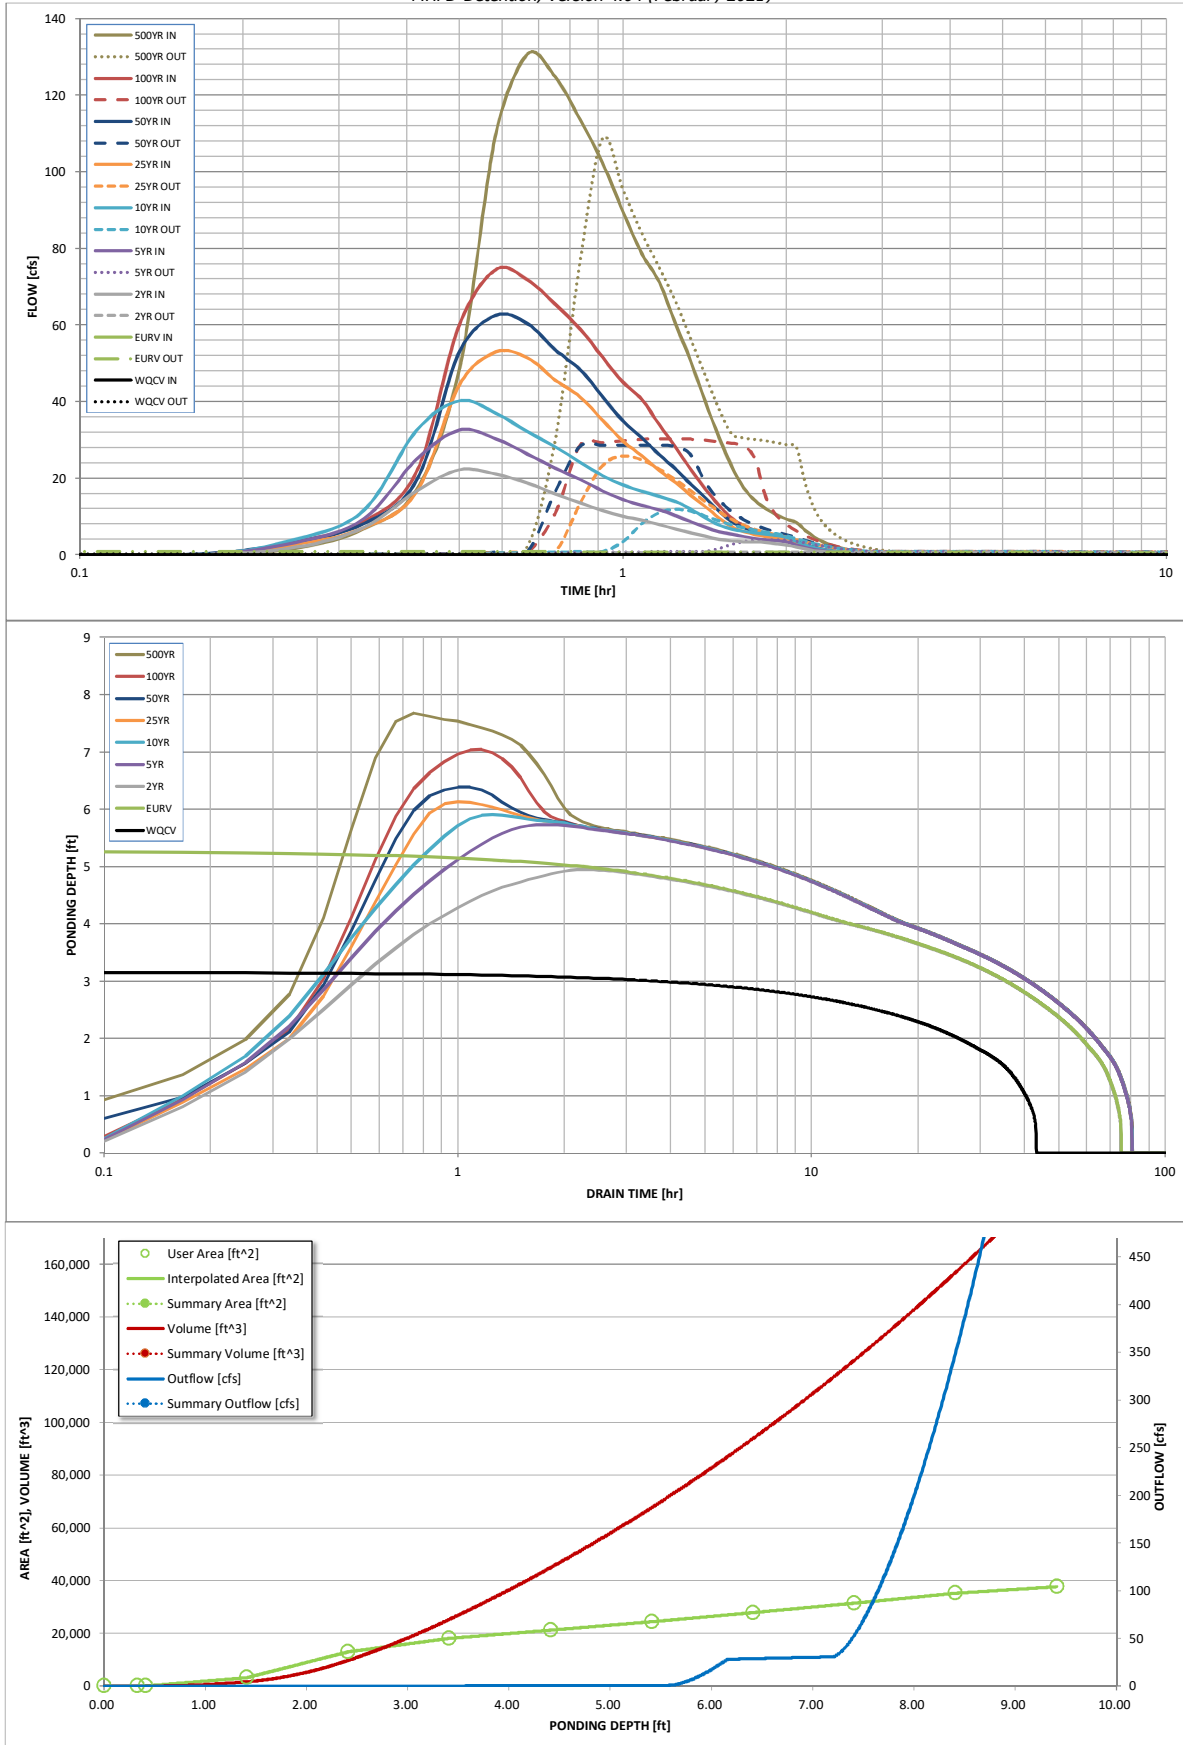 MHFD-Detention, Version 4.04 (February 2021)
140
120
100
80
60
40
20
0
FLOW [cfs]
500YR IN
500YR OUT
100YR IN
100YR OUT
50YR IN
50YR OUT
25YR IN
25YR OUT
10YR IN
10YR OUT
5YR IN
5YR OUT
2YR IN
2YR OUT
EURV IN
EURV OUT
WQCV IN
WQCV OUT
0.1 1 10
TIME [hr]
9
8
7
6
5
4
3
2
1
0
PONDING DEPTH [ft]
500YR
100YR
50YR
25YR
10YR
5YR
2YR
EURV
WQCV
0.1 1 10 100
DRAIN TIME [hr]
160,000
140,000
120,000
100,000
80,000
60,000
40,000
20,000
0
AREA [ft^2], VOLUME [ft^3]
User Area [ft^2]
Interpolated Area [ft^2]
Summary Area [ft^2]
Volume [ft^3]
Summary Volume [ft^3]
Outflow [cfs]
Summary Outflow [cfs]
450
400
350
300
250
200
150
100
50
0
OUTFLOW [cfs]
0.00 1.00 2.00 3.00 4.00 5.00 6.00 7.00 8.00 9.00 10.00
PONDING DEPTH [ft]